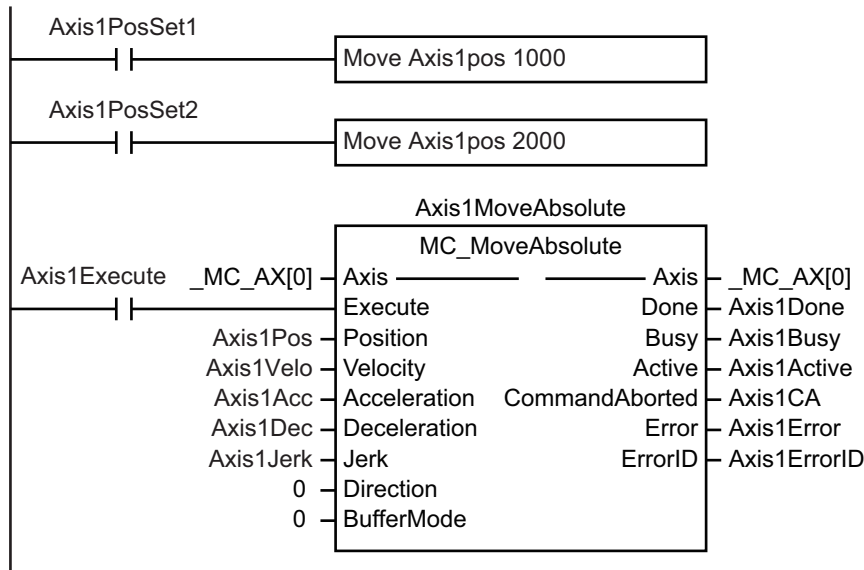 Axis1PosSet1
Move Axis1pos 1000
Axis1PosSet2
Move Axis1pos 2000
Axis1MoveAbsolute
MC_MoveAbsolute
Axis1Execute _MC_AX[0] Axis Axis _MC_AX[0]
Execute Done Axis1Done
Axis1Pos Position Busy Axis1Busy
Axis1Velo Velocity Active Axis1Active
Axis1Acc Acceleration CommandAborted Axis1CA
Axis1Dec Deceleration Error Axis1Error
Axis1Jerk Jerk ErrorID Axis1ErrorID
0 Direction
0 BufferMode